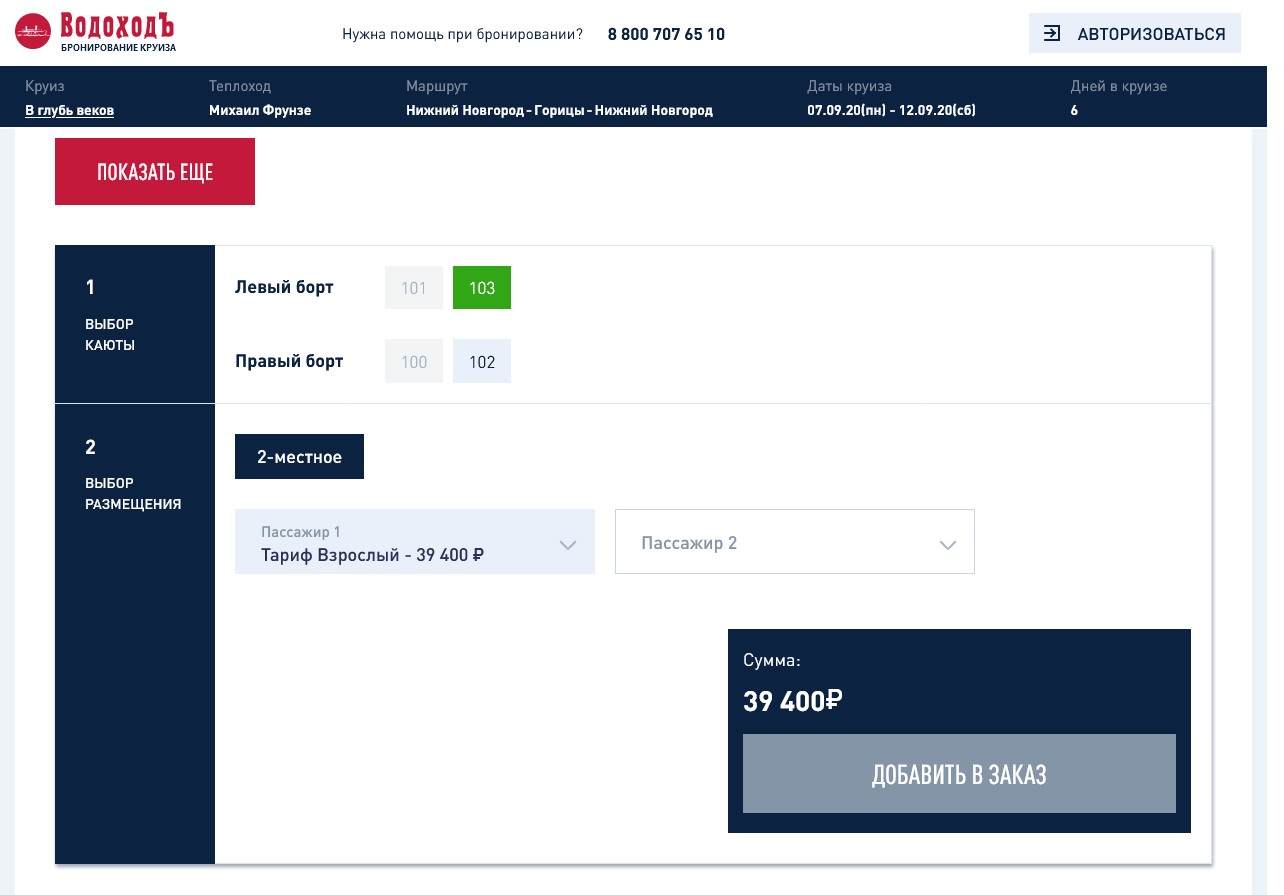 ВодоходЪ
БРОНИРОВАНИЕ КРУИЗА
Нужна помощь при бронировании? 8 800 707 65 10
АВТОРИЗОВАТЬСЯ
Круиз Теплоход Маршрут Даты круиза Дней в круизе
В глубь веков Михаил Фрунзе Нижний Новгород - Горицы - Нижний Новгород 07.09.20(пн) - 12.09.20(сб) 6
ПОКАЗАТЬ ЕЩЕ
1
ВЫБОР
КАЮТЫ
Левый борт 101 103
Правый борт 100 102
2
ВЫБОР
РАЗМЕЩЕНИЯ
2-местное
Пассажир 1
Тариф Взрослый - 39 400 ₽
Пассажир 2
Сумма:
39 400₽
ДОБАВИТЬ В ЗАКАЗ